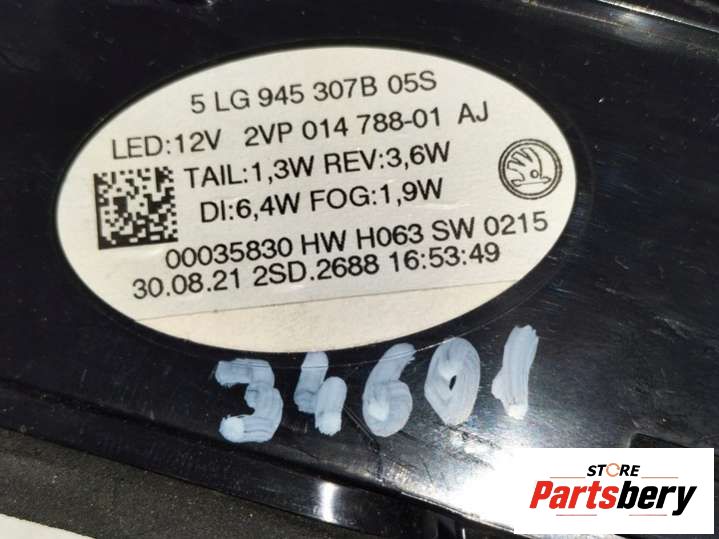 5 LG 945 307B 05S
LED:12V 2VP 014 788-01 AJ
TAIL:1,3W REV:3,6W
DI:6,4W FOG:1,9W
00035830 HW H063 SW 0215
30.08.21 2SD.2688 16:53:49
34601
STORE
Partsbery